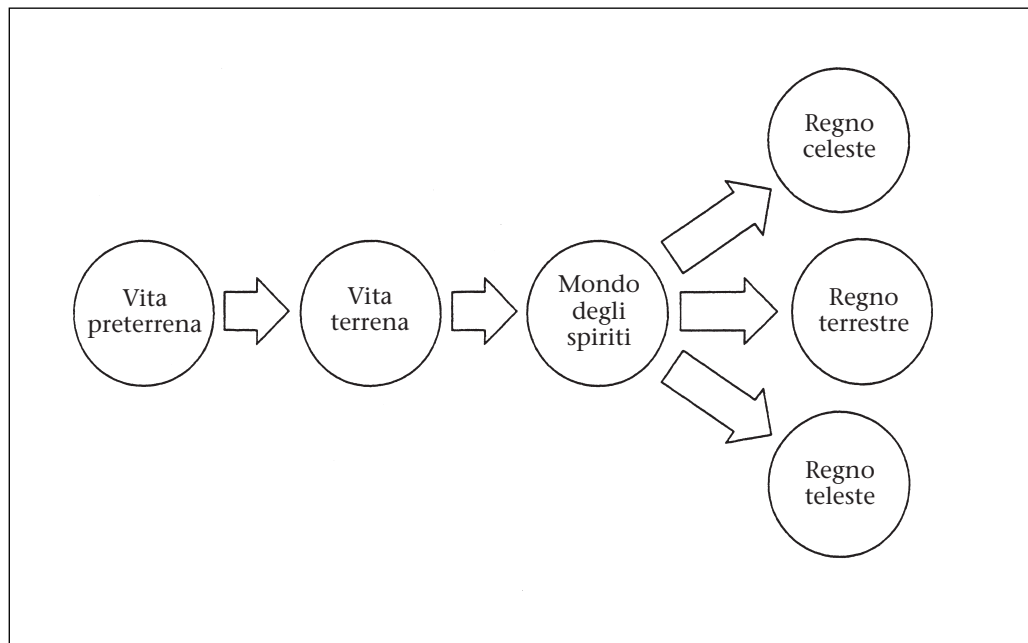 Vita
preterrena
Vita
terrena
Mondo
degli
spiriti
Regno
celeste
Regno
terrestre
Regno
teleste